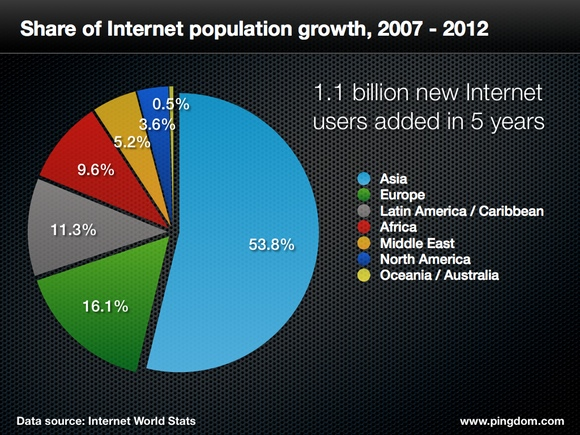 Share of Internet population growth, 2007 - 2012
1.1 billion new Internet
users added in 5 years
0.5%
3.6%
5.2%
9.6%
11.3%
16.1%
53.8%
Asia
Europe
Latin America / Caribbean
Africa
Middle East
North America
Oceania / Australia
Data source: Internet World Stats
www.pingdom.com